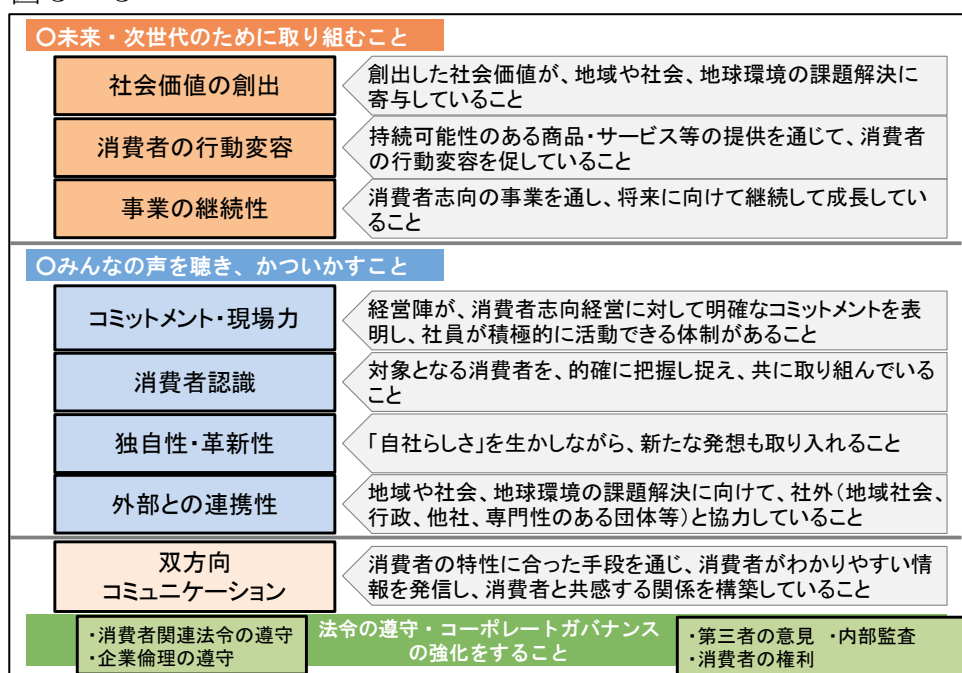 〇未来・次世代のために取り組むこと
社会価値の創出
創出した社会価値が、地域や社会、地球環境の課題解決に
寄与していること
消費者の行動変容
持続可能性のある商品・サービス等の提供を通じて、消費者
の行動変容を促していること
事業の継続性
消費者志向の事業を通し、将来に向けて継続して成長してい
ること
〇みんなの声を聴き、かついかすこと
コミットメント・現場力
経営陣が、消費者志向経営に対して明確なコミットメントを表
明し、社員が積極的に活動できる体制があること
消費者認識
対象となる消費者を、的確に把握し捉え、共に取り組んでいる
こと
独自性・革新性
「自社らしさ」を生かしながら、新たな発想も取り入れること
外部との連携性
地域や社会、地球環境の課題解決に向けて、社外（地域社会、
行政、他社、専門性のある団体等）と協力していること
双方向
コミュニケーション
消費者の特性に合った手段を通じ、消費者がわかりやすい情
報を発信し、消費者と共感する関係を構築していること
・消費者関連法令の遵守
・企業倫理の遵守
法令の遵守・コーポレートガバナンス
の強化をすること
・第三者の意見 ・内部監査
・消費者の権利